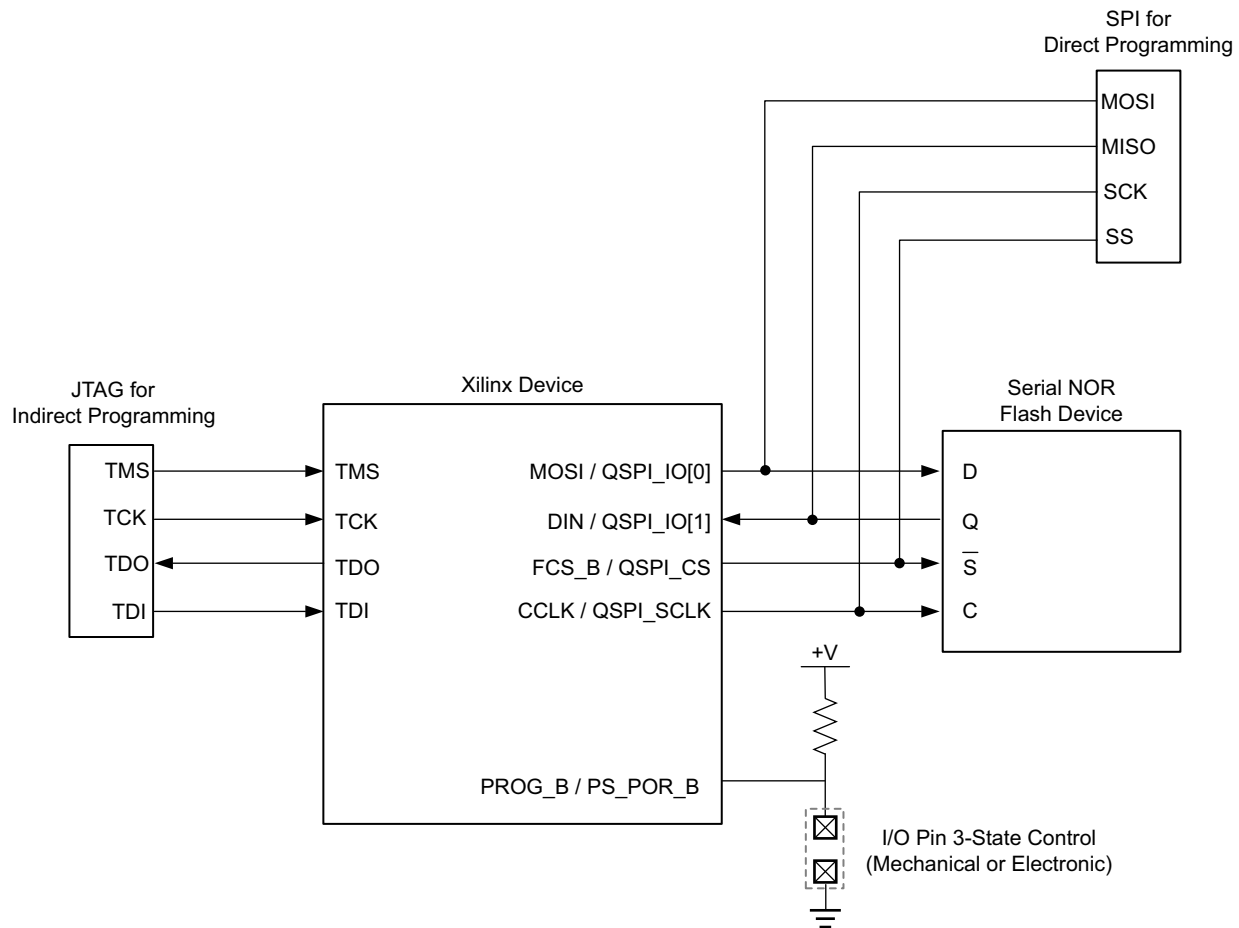 SPI for
Direct Programming
MOSI
MISO
SCK
SS
JTAG for
Indirect Programming
TMS
TCK
TDO
TDI
Xilinx Device
TMS
TCK
TDO
TDI
MOSI / QSPI_IO[0]
DIN / QSPI_IO[1]
FCS_B / QSPI_CS
CCLK / QSPI_SCLK
PROG_B / PS_POR_B
Serial NOR
Flash Device
D
Q
S̅
C
+V
I/O Pin 3-State Control
(Mechanical or Electronic)